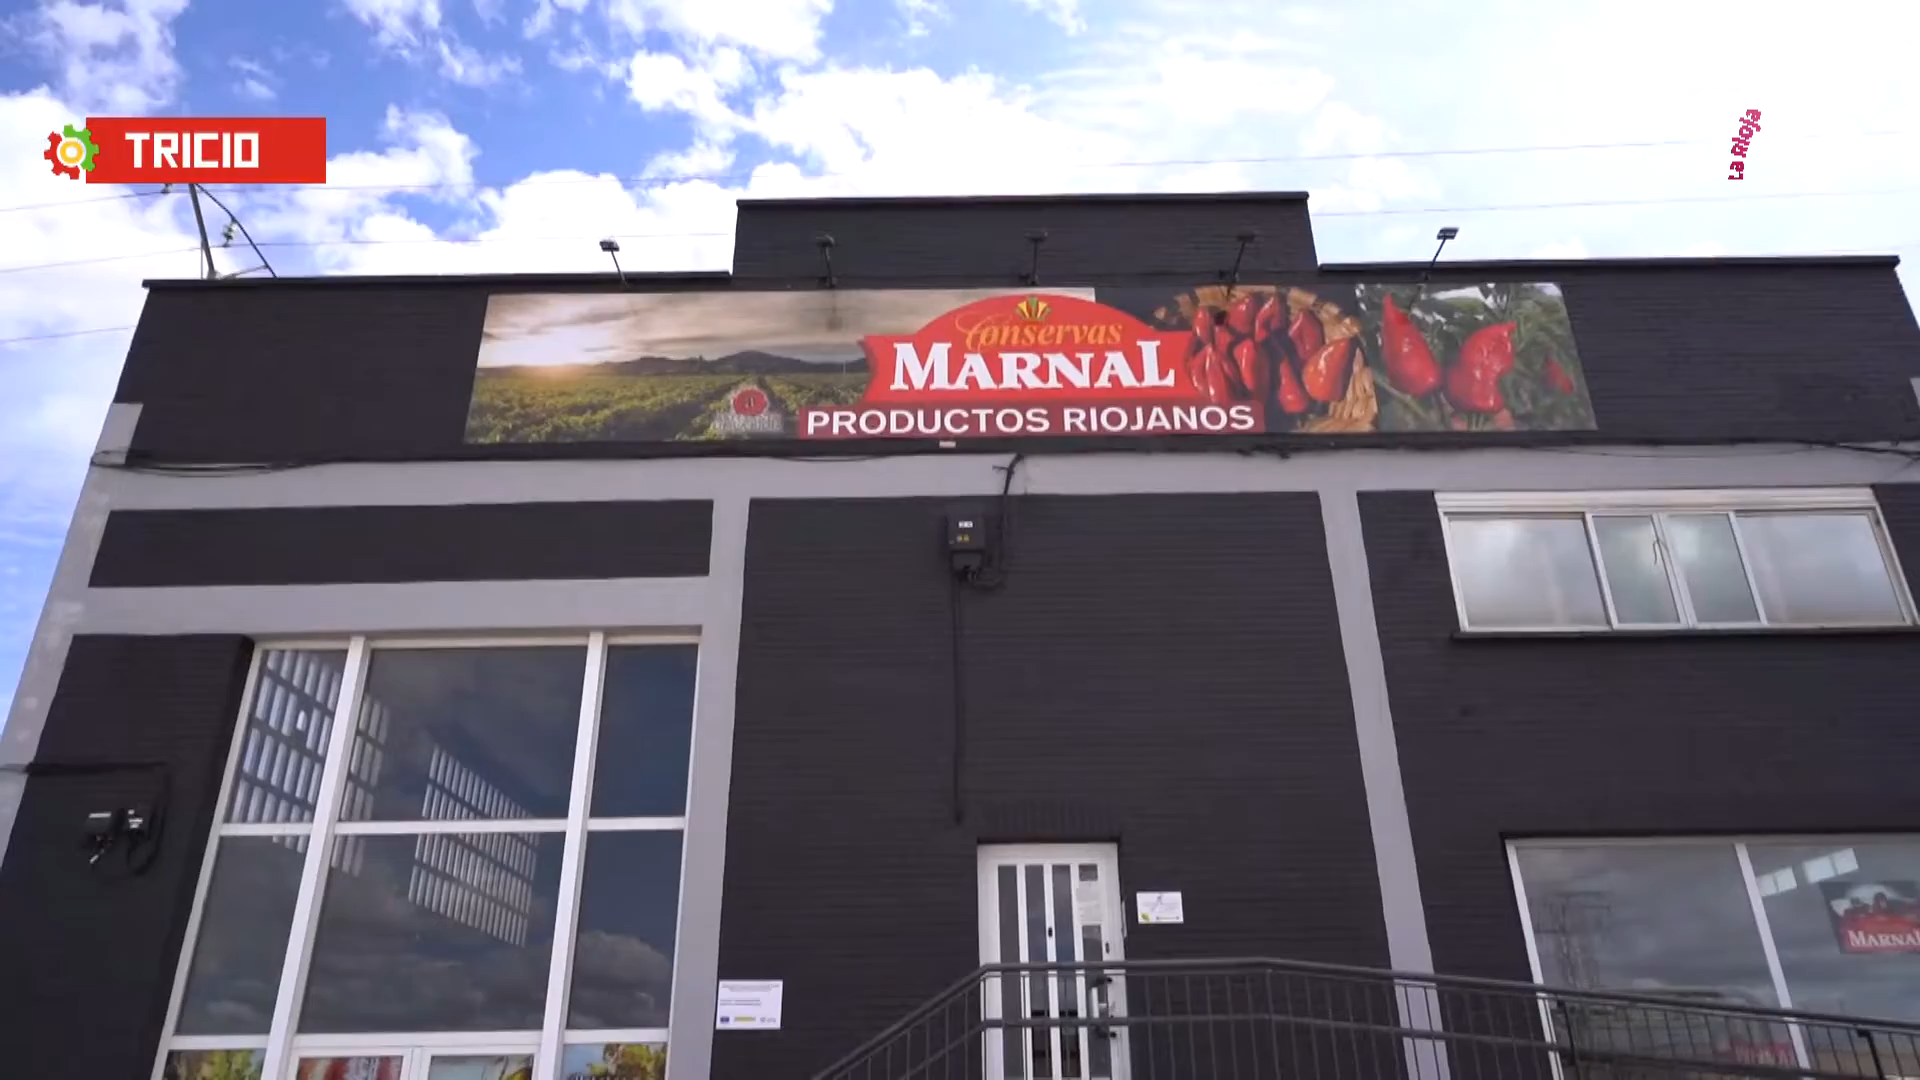 TRICIO
La Rioja
Conservas
MARNAL
PRODUCTOS RIOJANOS
MARNAL